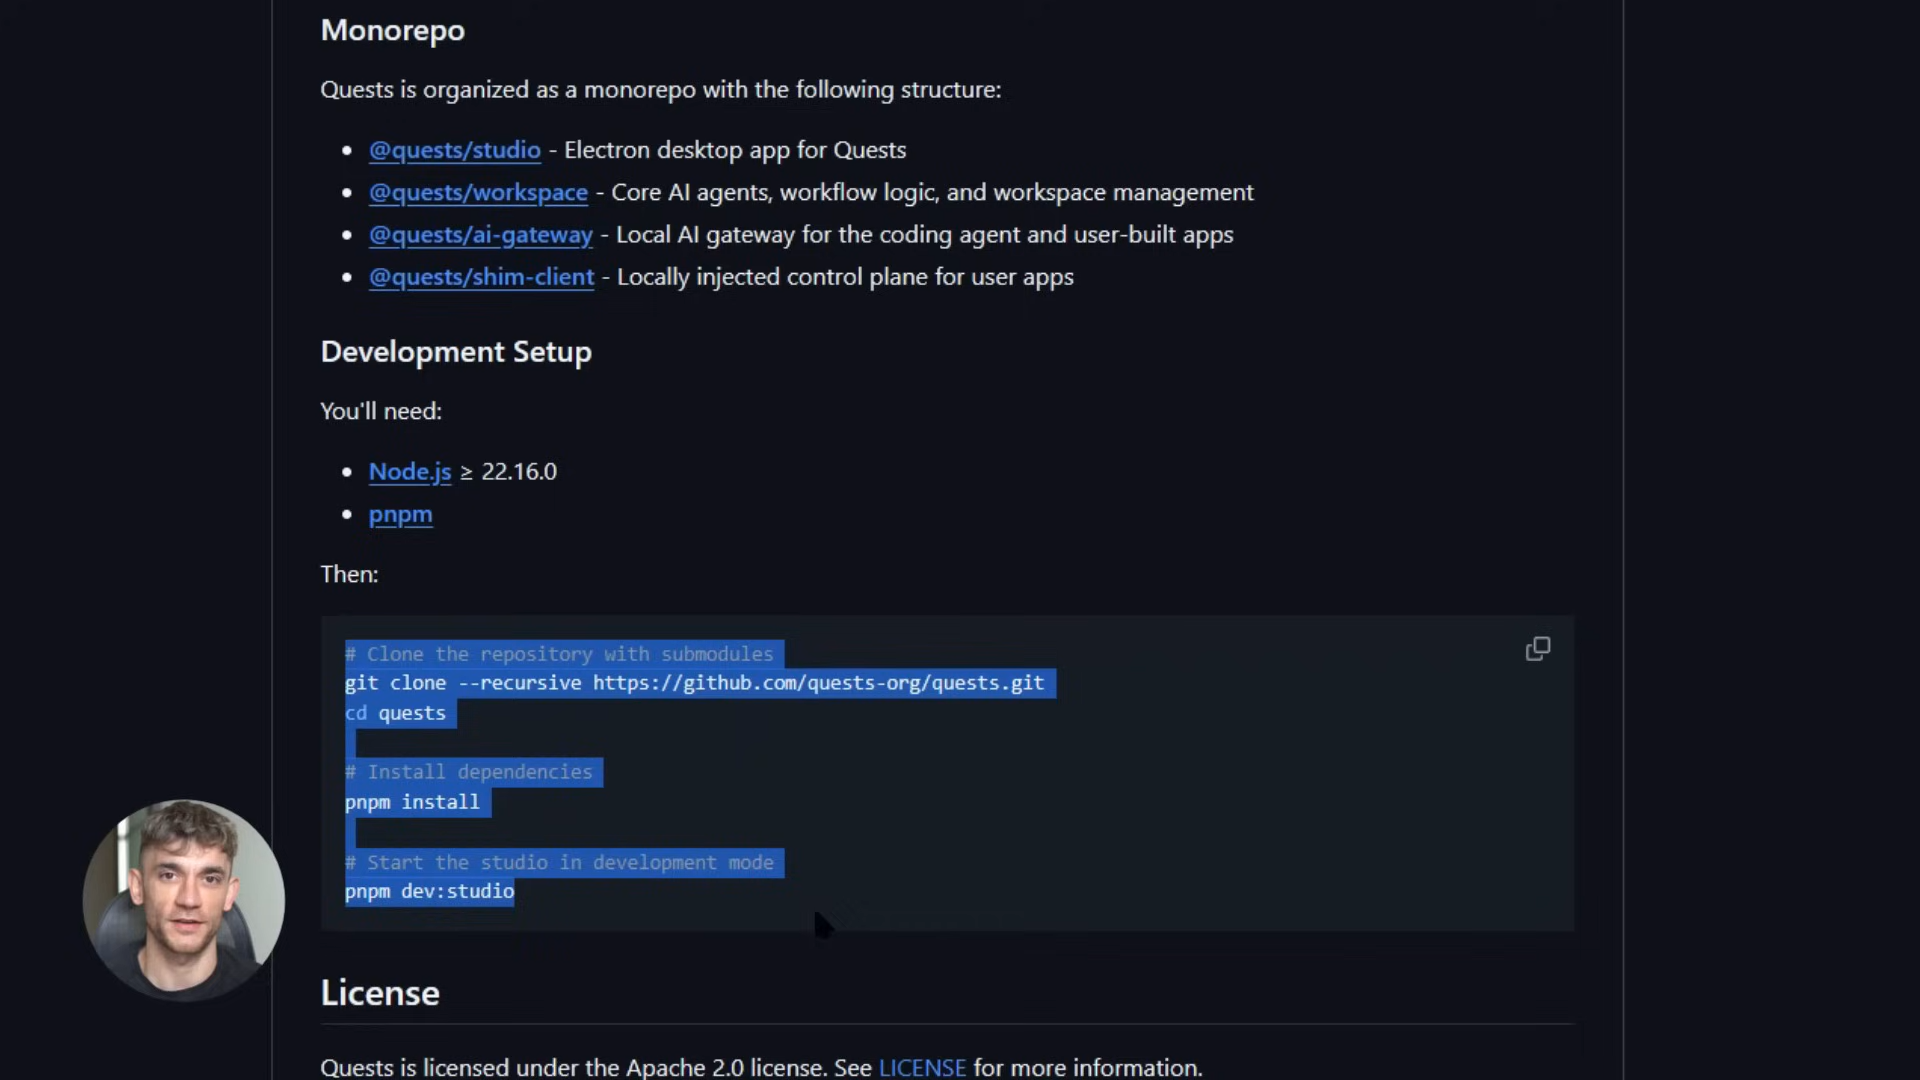 Monorepo
Quests is organized as a monorepo with the following structure:
@quests/studio - Electron desktop app for Quests
@quests/workspace - Core AI agents, workflow logic, and workspace management
@quests/ai-gateway - Local AI gateway for the coding agent and user-built apps
@quests/shim-client - Locally injected control plane for user apps
Development Setup
You'll need:
Node.js ≥ 22.16.0
pnpm
Then:
# Clone the repository with submodules
git clone --recursive https://github.com/quests-org/quests.git
cd quests
# Install dependencies
pnpm install
# Start the studio in development mode
pnpm dev:studio
License
Quests is licensed under the Apache 2.0 license. See LICENSE for more information.